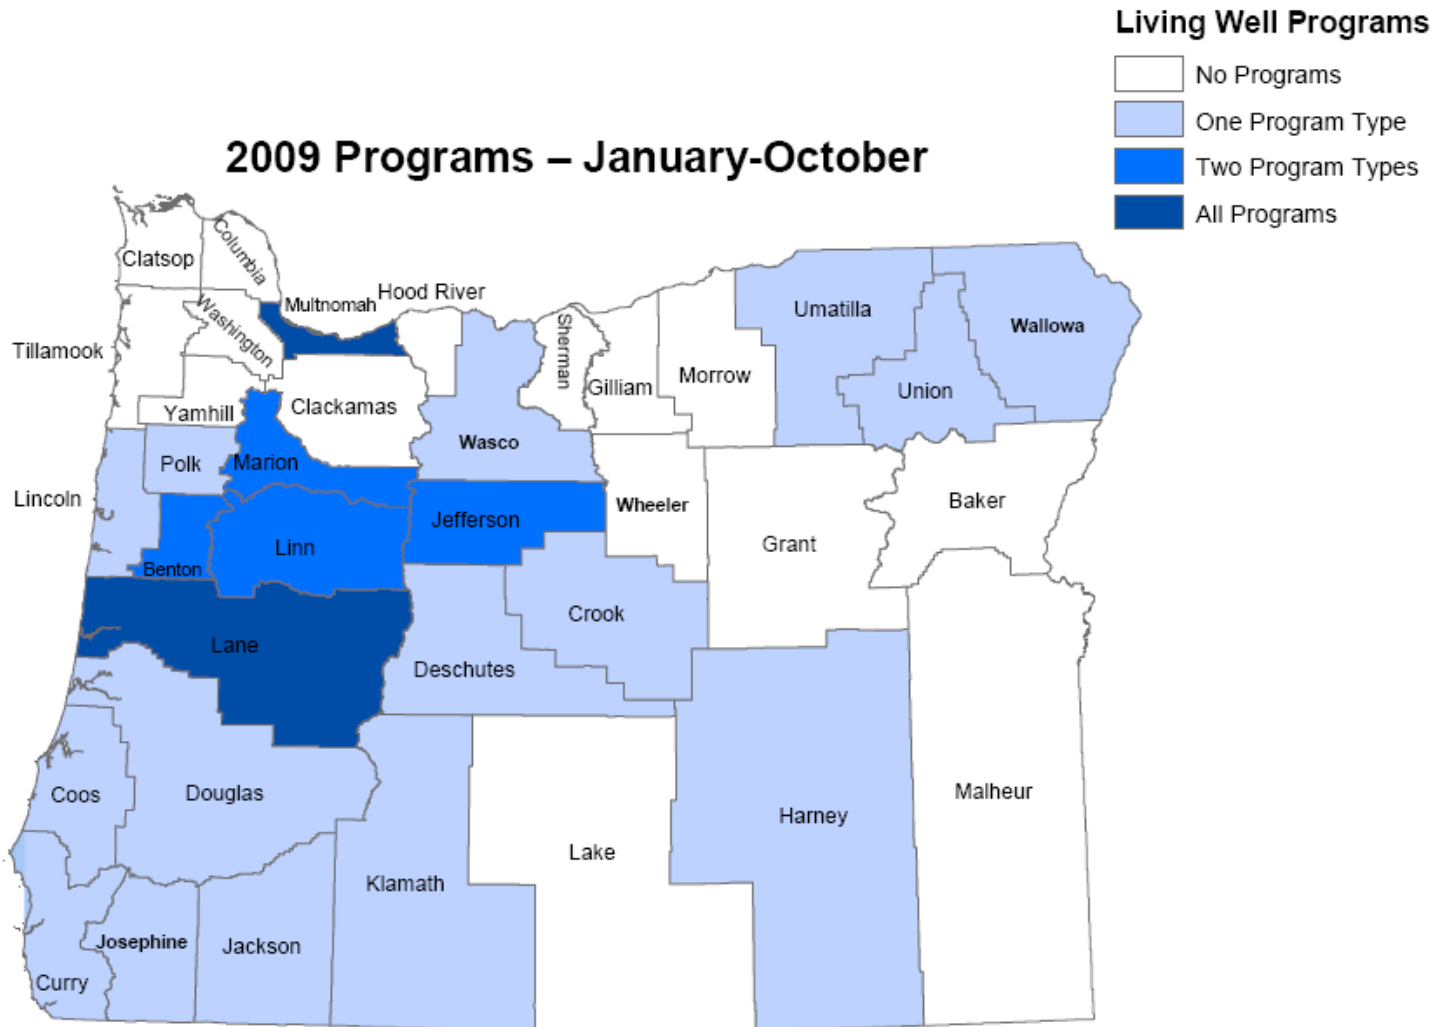 Living Well Programs
No Programs
One Program Type
Two Program Types
All Programs
2009 Programs – January-October
Clatsop
Columbia
Multnomah
Hood River
Washington
Tillamook
Yamhill
Clackamas
Sherman
Gilliam
Morrow
Umatilla
Union
Wallowa
Polk
Marion
Wasco
Lincoln
Benton
Linn
Jefferson
Wheeler
Grant
Baker
Lane
Deschutes
Crook
Coos
Douglas
Klamath
Lake
Harney
Malheur
Curry
Josephine
Jackson